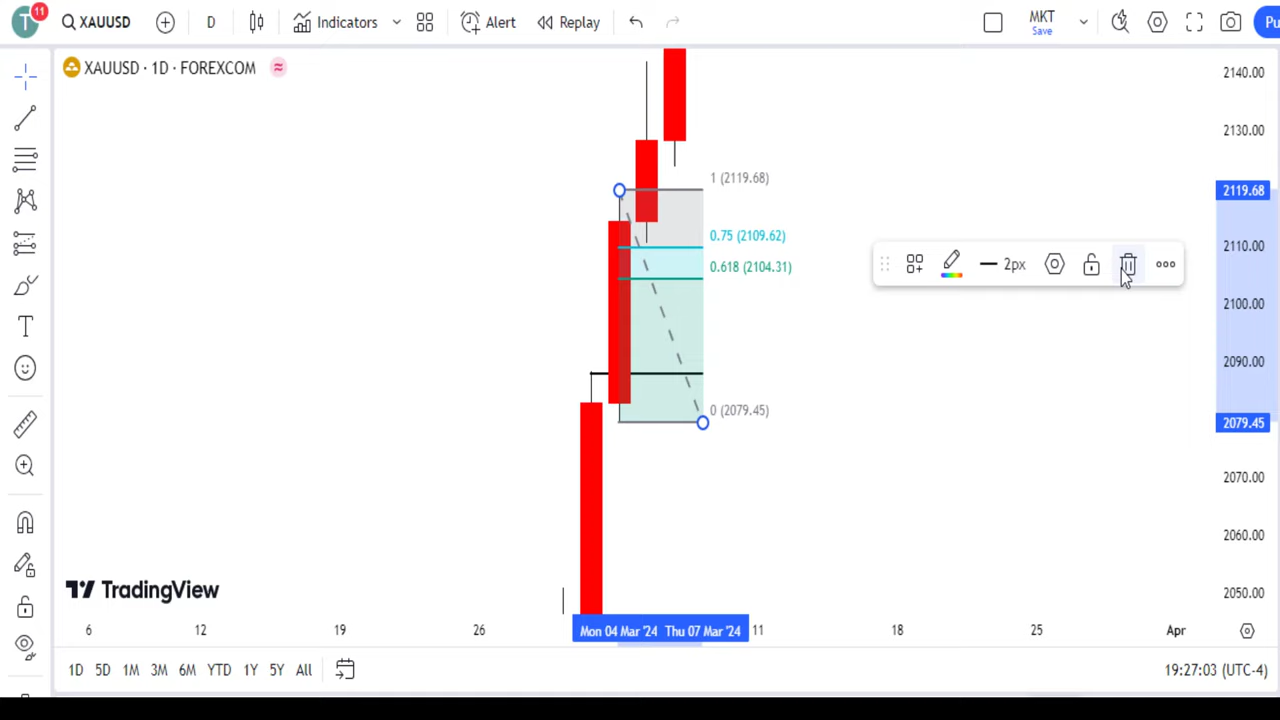 T 11 XAUUSD D Indicators Alert Replay MKT Save Pu
XAUUSD · 1D · FOREXCOM ≈
2140.00
2130.00
1 (2119.68)
2119.68
0.75 (2109.62)
2110.00
0.618 (2104.31)
2px
2100.00
2090.00
0 (2079.45)
2079.45
2070.00
2060.00
TradingView
2050.00
6 12 19 26 Mon 04 Mar '24 Thu 07 Mar '24 11 18 25 Apr
1D 5D 1M 3M 6M YTD 1Y 5Y All 19:27:03 (UTC-4)